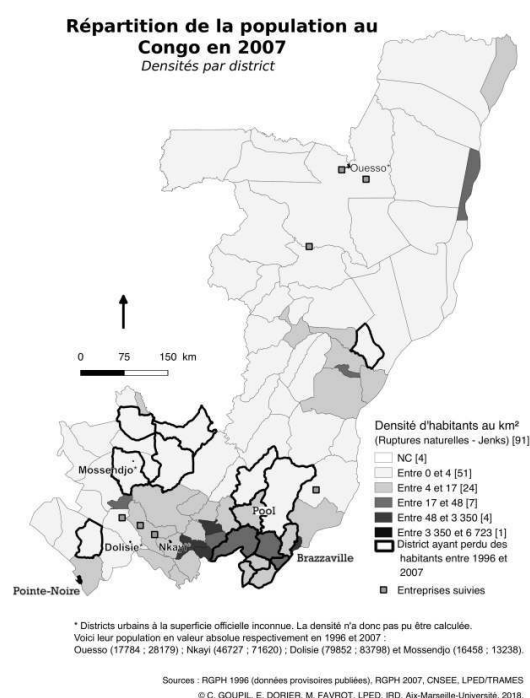 Répartition de la population au
Congo en 2007
Densités par district
Ouesso*
0 75 150 km
Mossendjo*
Pool
Dolisie*
Nkayi*
Brazzaville
Pointe-Noire
Densité d'habitants au km²
(Ruptures naturelles - Jenks) [91]
NC [4]
Entre 0 et 4 [51]
Entre 4 et 17 [24]
Entre 17 et 48 [7]
Entre 48 et 3 350 [4]
Entre 3 350 et 6 723 [1]
District ayant perdu des
habitants entre 1996 et
2007
Entreprises suivies
* Districts urbains à la superficie officielle inconnue. La densité n'a donc pas pu être calculée.
Voici leur population en valeur absolue respectivement en 1996 et 2007 :
Ouesso (17784 ; 28179) ; Nkayi (46727 ; 71620) ; Dolisie (79852 ; 83798) et Mossendjo (16458 ; 13238).
Sources : RGPH 1996 (données provisoires publiées), RGPH 2007, CNSEE, LPED/TRAMES
© C. GOUPIL, E. DORIER, M. FAVROT, LPED, IRD, Aix-Marseille-Université, 2018.